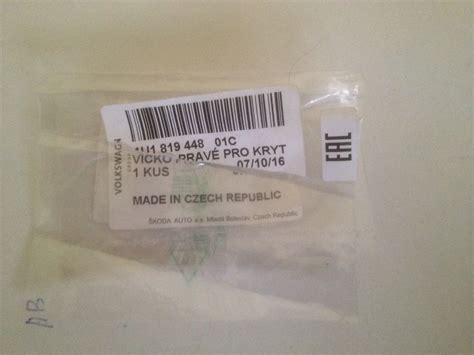 VOLKSWAGEN
1U1 819 448 01C
VICKO PRAVÉ PRO KRYT
07/10/16
1 KUS
MADE IN CZECH REPUBLIC
ŠKODA AUTO a.s. Mladá Boleslav, Czech Republic
EAC
AB